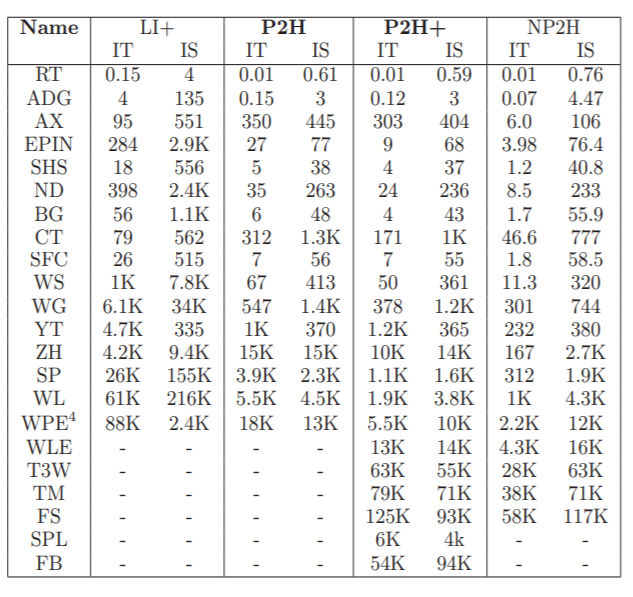 Name LI+ P2H P2H+ NP2H
IT IS IT IS IT IS IT IS
RT 0.15 4 0.01 0.61 0.01 0.59 0.01 0.76
ADG 4 135 0.15 3 0.12 3 0.07 4.47
AX 95 551 350 445 303 404 6.0 106
EPIN 284 2.9K 27 77 9 68 3.98 76.4
SHS 18 556 5 38 4 37 1.2 40.8
ND 398 2.4K 35 263 24 236 8.5 233
BG 56 1.1K 6 48 4 43 1.7 55.9
CT 79 562 312 1.3K 171 1K 46.6 777
SFC 26 515 7 56 7 55 1.8 58.5
WS 1K 7.8K 67 413 50 361 11.3 320
WG 6.1K 34K 547 1.4K 378 1.2K 301 744
YT 4.7K 335 1K 370 1.2K 365 232 380
ZH 4.2K 9.4K 15K 15K 10K 14K 167 2.7K
SP 26K 155K 3.9K 2.3K 1.1K 1.6K 312 1.9K
WL 61K 216K 5.5K 4.5K 1.9K 3.8K 1K 4.3K
WPE⁴ 88K 2.4K 18K 13K 5.5K 10K 2.2K 12K
WLE - - - - 13K 14K 4.3K 16K
T3W - - - - 63K 55K 28K 63K
TM - - - - 79K 71K 38K 71K
FS - - - - 125K 93K 58K 117K
SPL - - - - 6K 4k - -
FB - - - - 54K 94K - -